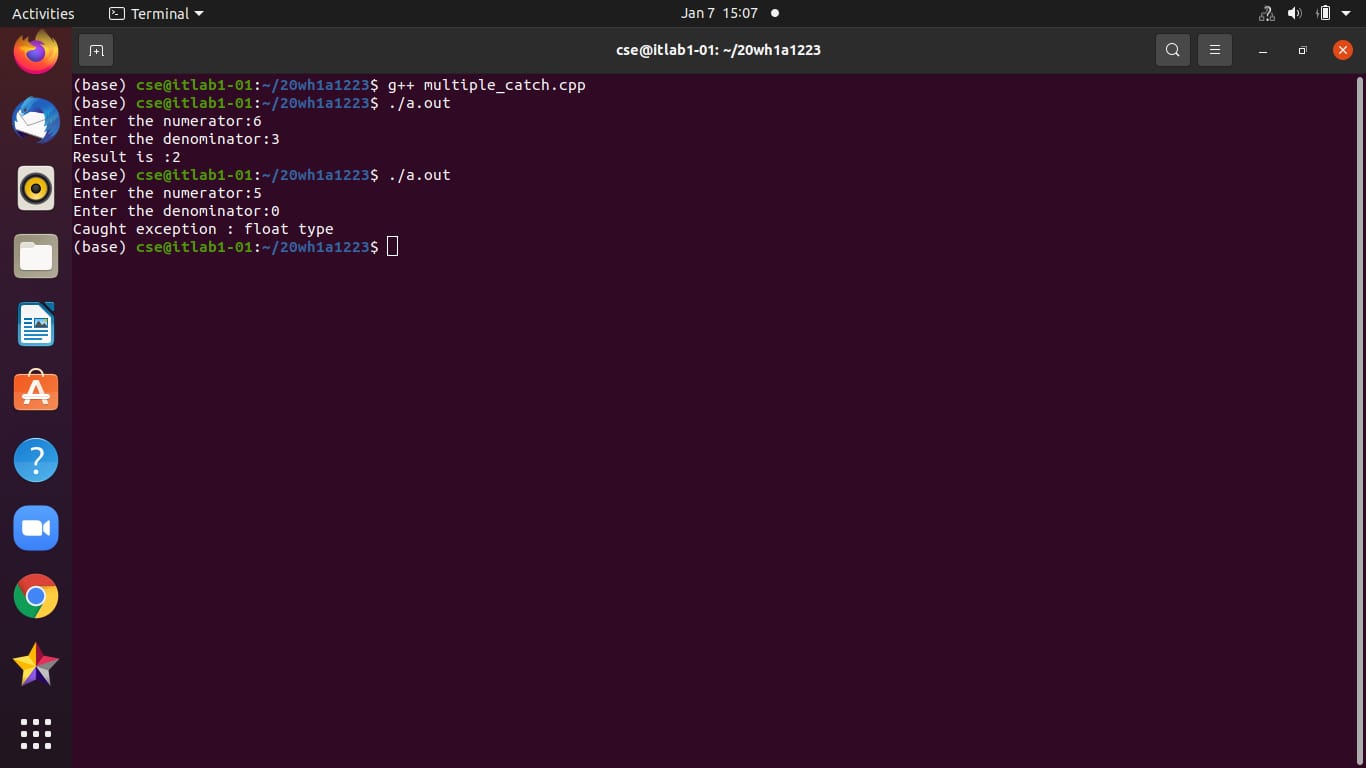 Activities Terminal Jan 7 15:07
cse@itlab1-01: ~/20wh1a1223
(base) cse@itlab1-01:~/20wh1a1223$ g++ multiple_catch.cpp
(base) cse@itlab1-01:~/20wh1a1223$ ./a.out
Enter the numerator:6
Enter the denominator:3
Result is :2
(base) cse@itlab1-01:~/20wh1a1223$ ./a.out
Enter the numerator:5
Enter the denominator:0
Caught exception : float type
(base) cse@itlab1-01:~/20wh1a1223$